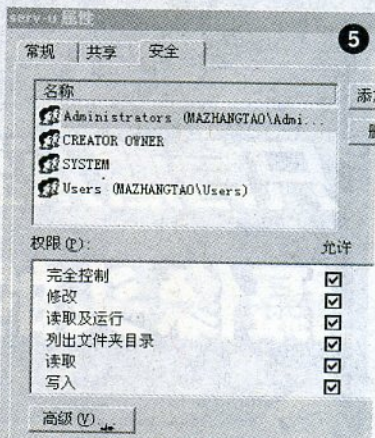 serv-u 属性
5
常规 共享 安全
名称
添
Administrators (MAZHANGTAO\Admi...
CREATOR OWNER
SYSTEM
Users (MAZHANGTAO\Users)
权限(P): 允许
完全控制
修改
读取及运行
列出文件夹目录
读取
写入
高级(V)...